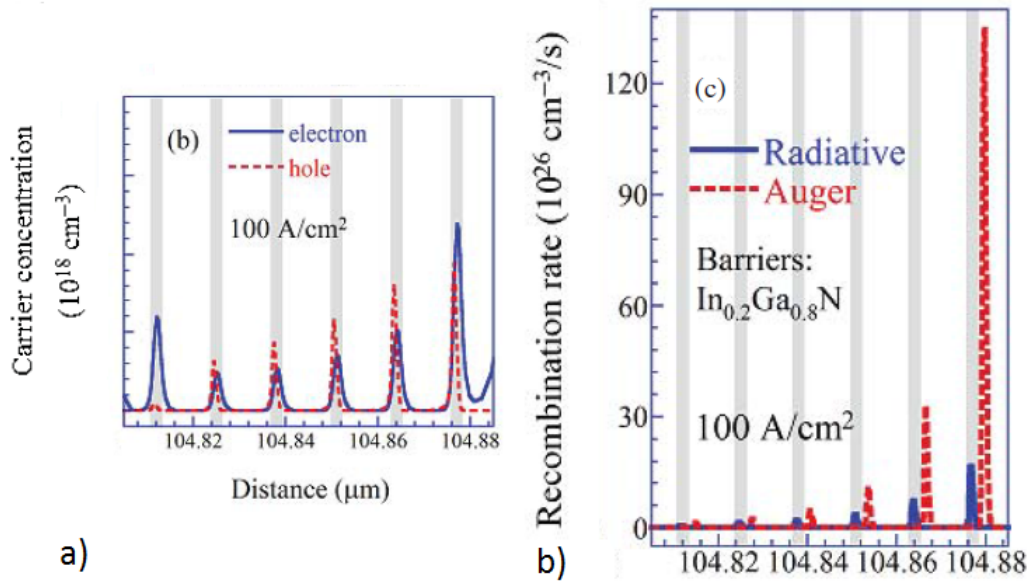 Carrier concentration
(10¹⁸ cm⁻³)
(b)
electron
hole
100 A/cm²
104.82
104.84
104.86
104.88
Distance (μm)
a)
Recombination rate (10²⁶ cm⁻³/s)
120
90
60
30
0
(c)
Radiative
Auger
Barriers:
In₀.₂Ga₀.₈N
100 A/cm²
104.82
104.84
104.86
104.88
b)